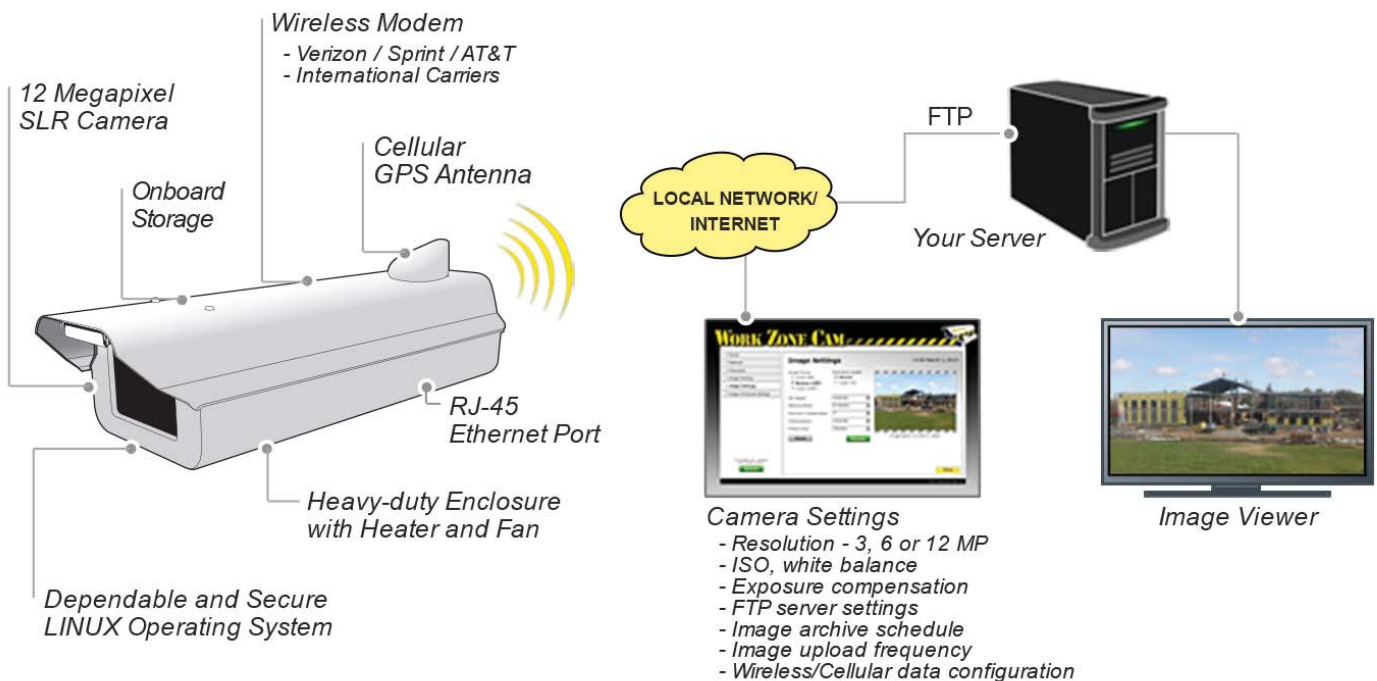 Wireless Modem
- Verizon / Sprint / AT&T
- International Carriers
12 Megapixel
SLR Camera
Cellular
GPS Antenna
Onboard
Storage
RJ-45
Ethernet Port
Heavy-duty Enclosure
with Heater and Fan
Dependable and Secure
LINUX Operating System
FTP
LOCAL NETWORK/
INTERNET
Your Server
WORK ZONE CAM
Image Settings
Camera Settings
- Resolution - 3, 6 or 12 MP
- ISO, white balance
- Exposure compensation
- FTP server settings
- Image archive schedule
- Image upload frequency
- Wireless/Cellular data configuration
Image Viewer